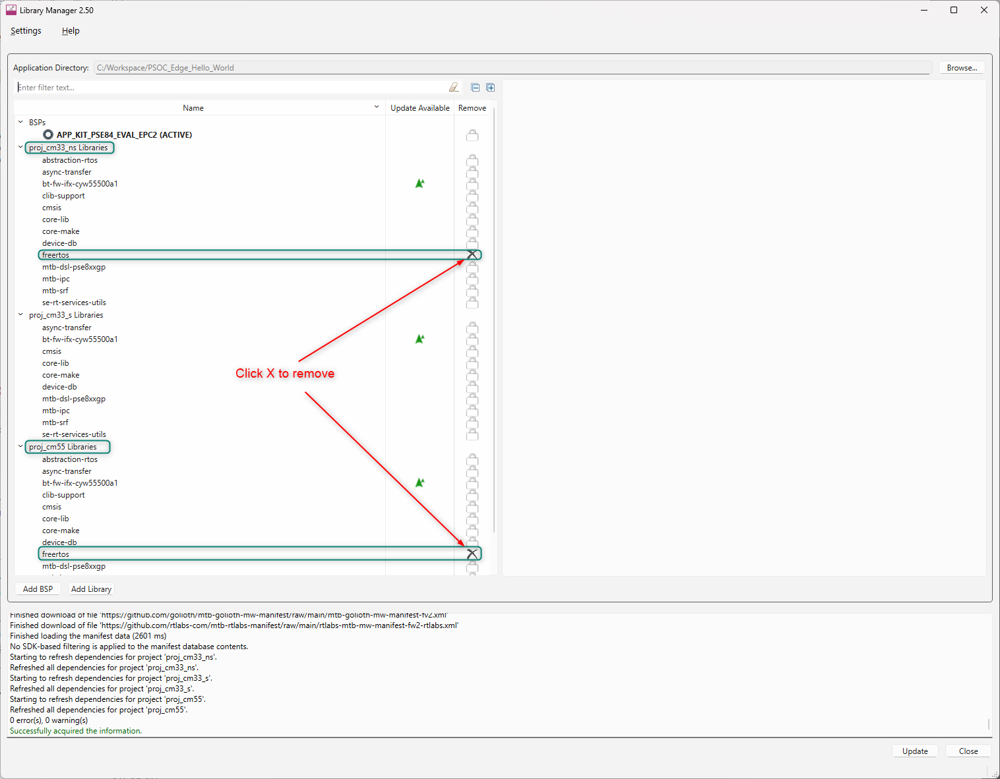 Library Manager 2.50
Settings Help
Application Directory: C:/Workspace/PSOC_Edge_Hello_World Browse...
Enter filter text...
Name Update Available Remove
BSPs
APP_KIT_PSE84_EVAL_EPC2 (ACTIVE)
proj_cm33_ns Libraries
abstraction-rtos
async-transfer
bt-fw-ifx-cyw55500a1
clib-support
cmsis
core-lib
core-make
device-db
freertos
mtb-dsl-pse8xxgp
mtb-ipc
mtb-srf
se-rt-services-utils
proj_cm33_s Libraries
async-transfer
bt-fw-ifx-cyw55500a1
cmsis
core-lib
Click X to remove
core-make
device-db
mtb-dsl-pse8xxgp
mtb-ipc
mtb-srf
se-rt-services-utils
proj_cm55 Libraries
abstraction-rtos
async-transfer
bt-fw-ifx-cyw55500a1
clib-support
cmsis
core-lib
core-make
device-db
freertos
mtb-dsl-pse8xxgp
Add BSP Add Library
Finished download of file 'https://github.com/golioth/mtb-golioth-mw-manifest/raw/main/mtb-golioth-mw-manifest-fv2.xml'
Finished download of file 'https://github.com/rtlabs-com/mtb-rtlabs-manifest/raw/main/rtlabs-mtb-mw-manifest-fw2-rtlabs.xml'
Finished loading the manifest data (2601 ms)
No SDK-based filtering is applied to the manifest database contents.
Starting to refresh dependencies for project 'proj_cm33_ns'.
Refreshed all dependencies for project 'proj_cm33_ns'.
Starting to refresh dependencies for project 'proj_cm33_s'.
Refreshed all dependencies for project 'proj_cm33_s'.
Starting to refresh dependencies for project 'proj_cm55'.
Refreshed all dependencies for project 'proj_cm55'.
0 error(s), 0 warning(s)
Successfully acquired the information.
Update Close